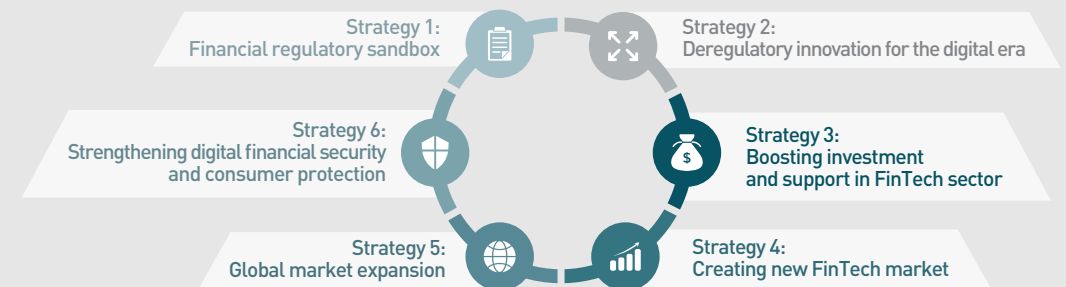 Strategy 1:
Financial regulatory sandbox
Strategy 2:
Deregulatory innovation for the digital era
Strategy 3:
Boosting investment
and support in FinTech sector
$
Strategy 4:
Creating new FinTech market
Strategy 5:
Global market expansion
Strategy 6:
Strengthening digital financial security
and consumer protection